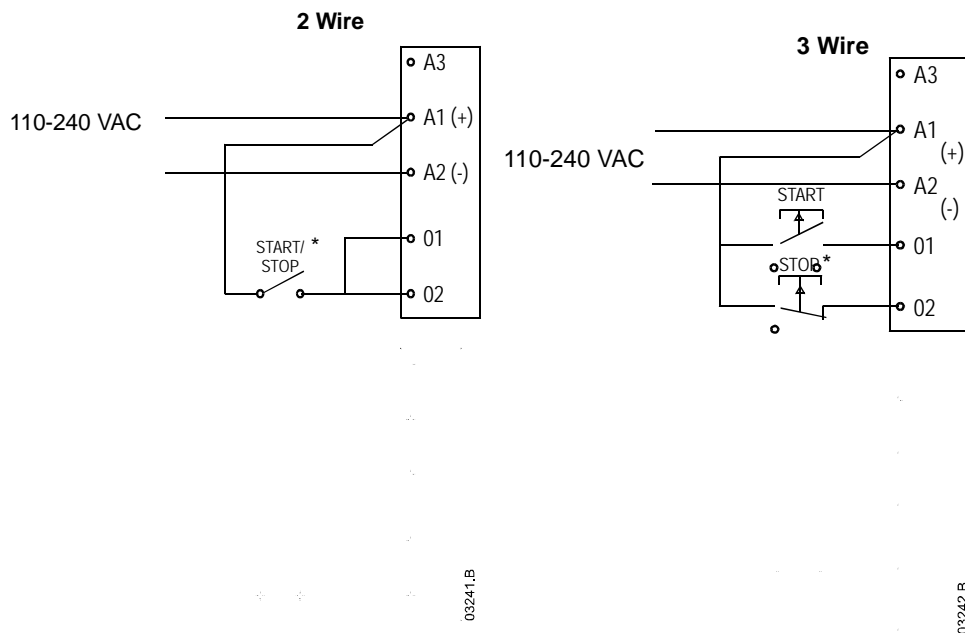 2 Wire
A3
110-240 VAC
A1 (+)
A2 (-)
START/ *
STOP
01
02
03241.B
3 Wire
A3
110-240 VAC
A1
(+)
A2
(-)
START
01
STOP *
02
03242.B